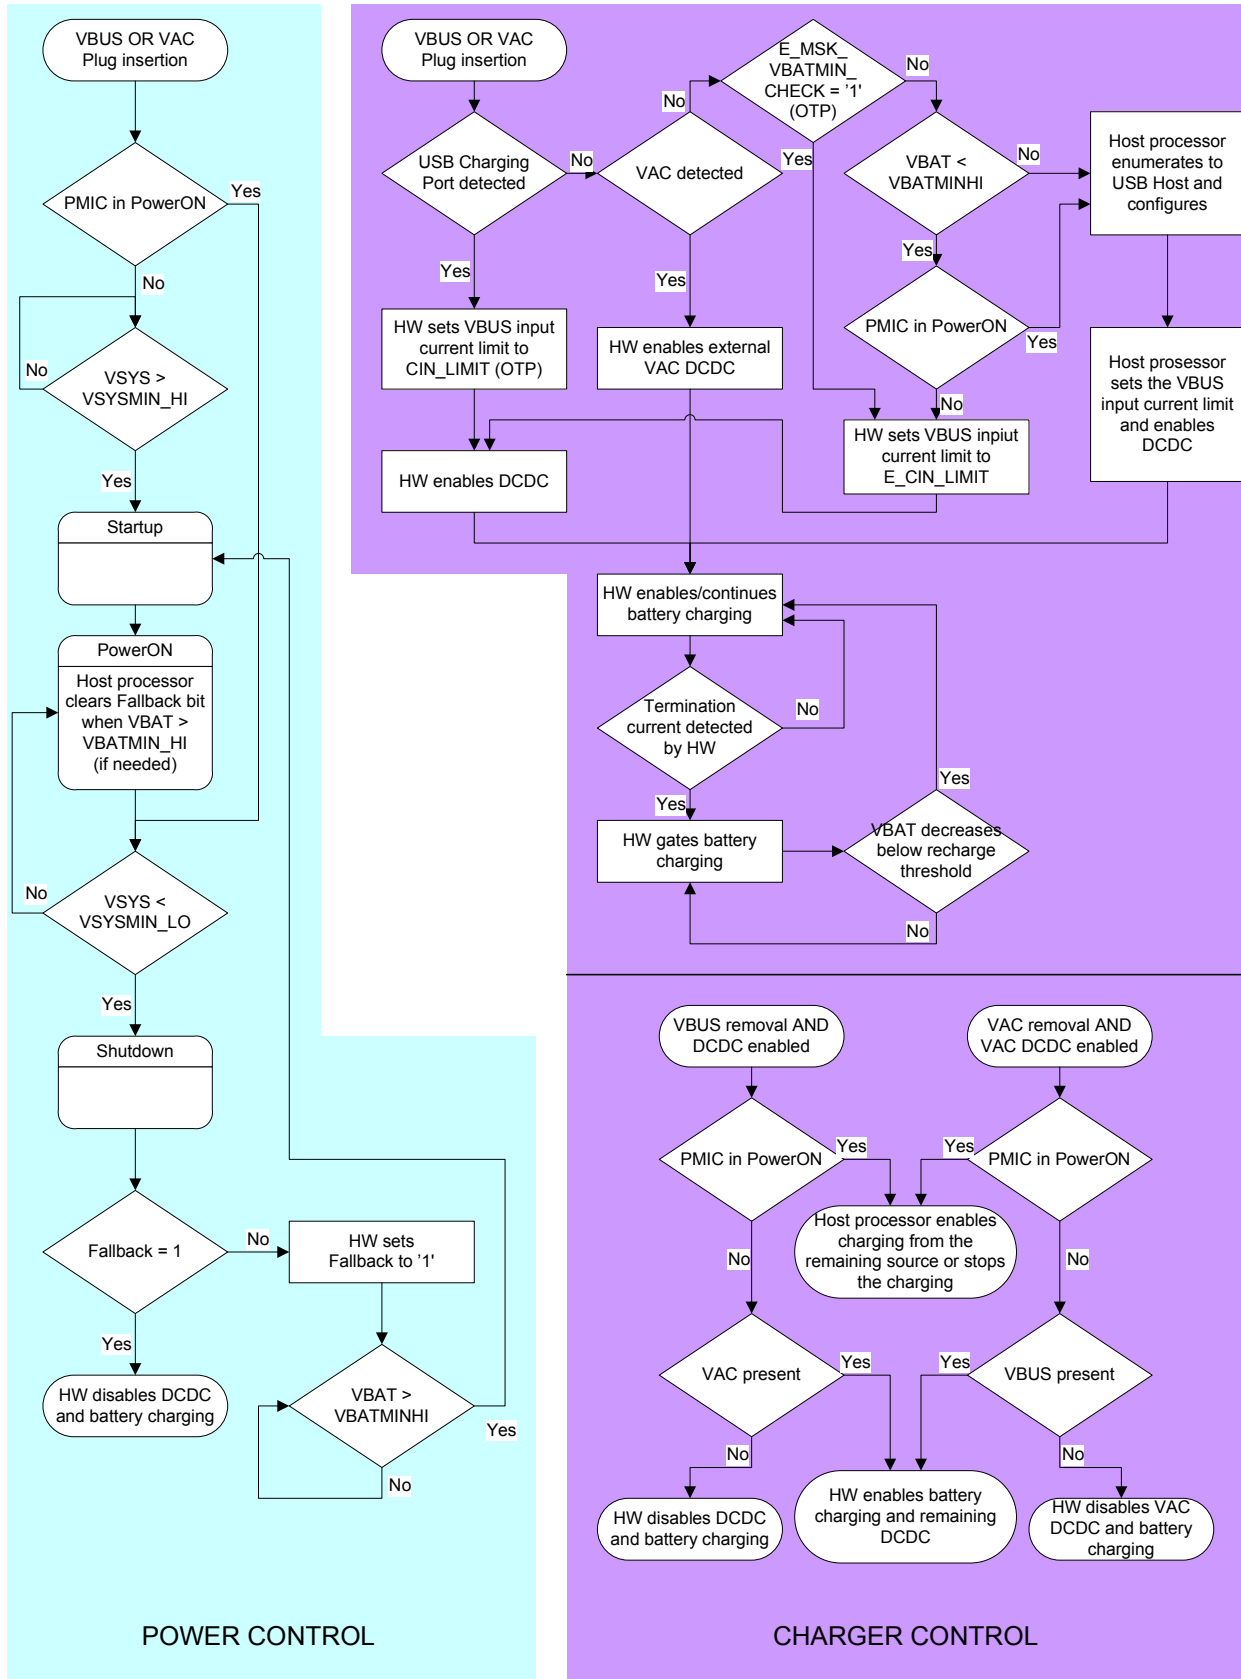 VBUS OR VAC
Plug insertion
PMIC in PowerON
Yes
No
VSYS >
VSYSMIN_HI
No
Yes
Startup
PowerON
Host processor
clears Fallback bit
when VBAT >
VBATMIN_HI
(if needed)
VSYS <
VSYSMIN_LO
No
Yes
Shutdown
Fallback = 1
No
HW sets
Fallback to '1'
Yes
HW disables DCDC
and battery charging
VBAT >
VBATMINHI
Yes
No
POWER CONTROL
VBUS OR VAC
Plug insertion
USB Charging
Port detected
No
VAC detected
No
E_MSK_
VBATMIN_
CHECK = '1'
(OTP)
No
Yes
VBAT <
VBATMINHI
No
Host processor
enumerates to
USB Host and
configures
Yes
Yes
Yes
PMIC in PowerON
Yes
No
HW sets VBUS input
current limit to
CIN_LIMIT (OTP)
HW enables external
VAC DCDC
Host prosessor
sets the VBUS
input current limit
and enables
DCDC
HW sets VBUS inpiut
current limit to
E_CIN_LIMIT
HW enables DCDC
HW enables/continues
battery charging
Termination
current detected
by HW
No
Yes
HW gates battery
charging
VBAT decreases
below recharge
threshold
Yes
No
VBUS removal AND
DCDC enabled
VAC removal AND
VAC DCDC enabled
PMIC in PowerON
Yes
Yes
PMIC in PowerON
Host processor enables
charging from the
remaining source or stops
the charging
No
No
VAC present
Yes
Yes
VBUS present
No
No
HW disables DCDC
and battery charging
HW enables battery
charging and remaining
DCDC
HW disables VAC
DCDC and battery
charging
CHARGER CONTROL